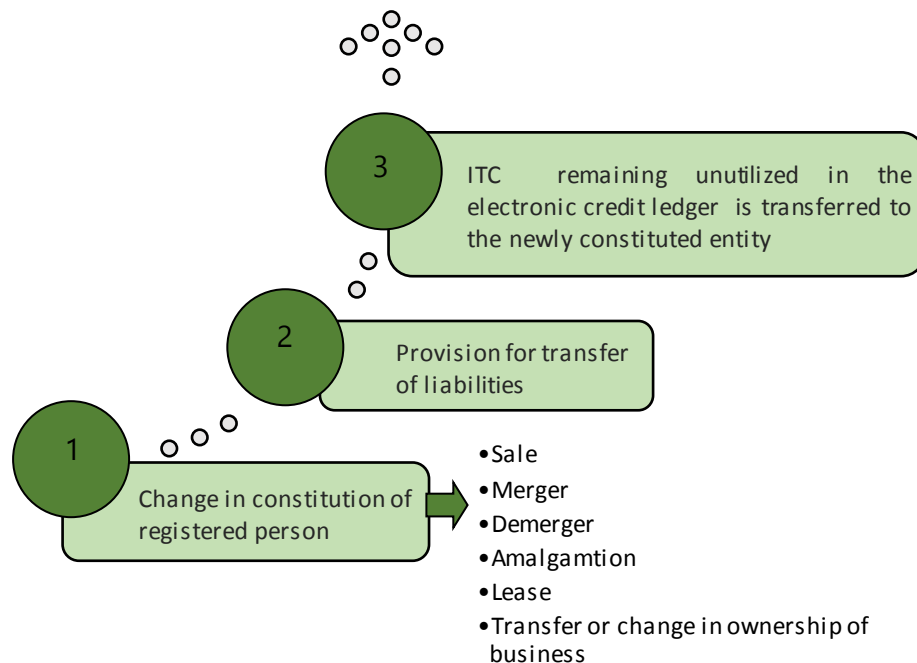 3
ITC remaining unutilized in the
electronic credit ledger is transferred to
the newly constituted entity
2
Provision for transfer
of liabilities
1
Change in constitution of
registered person
•Sale
•Merger
•Demerger
•Amalgamtion
•Lease
•Transfer or change in ownership of
business